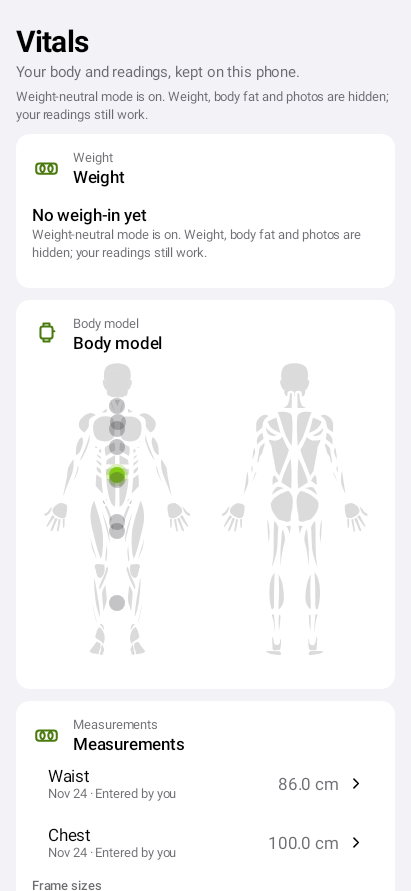 Vitals
Your body and readings, kept on this phone.
Weight-neutral mode is on. Weight, body fat and photos are hidden;
your readings still work.
Weight
Weight
No weigh-in yet
Weight-neutral mode is on. Weight, body fat and photos are
hidden; your readings still work.
Body model
Body model
Measurements
Measurements
Waist
86.0 cm
Nov 24 · Entered by you
Chest
100.0 cm
Nov 24 · Entered by you
Frame sizes